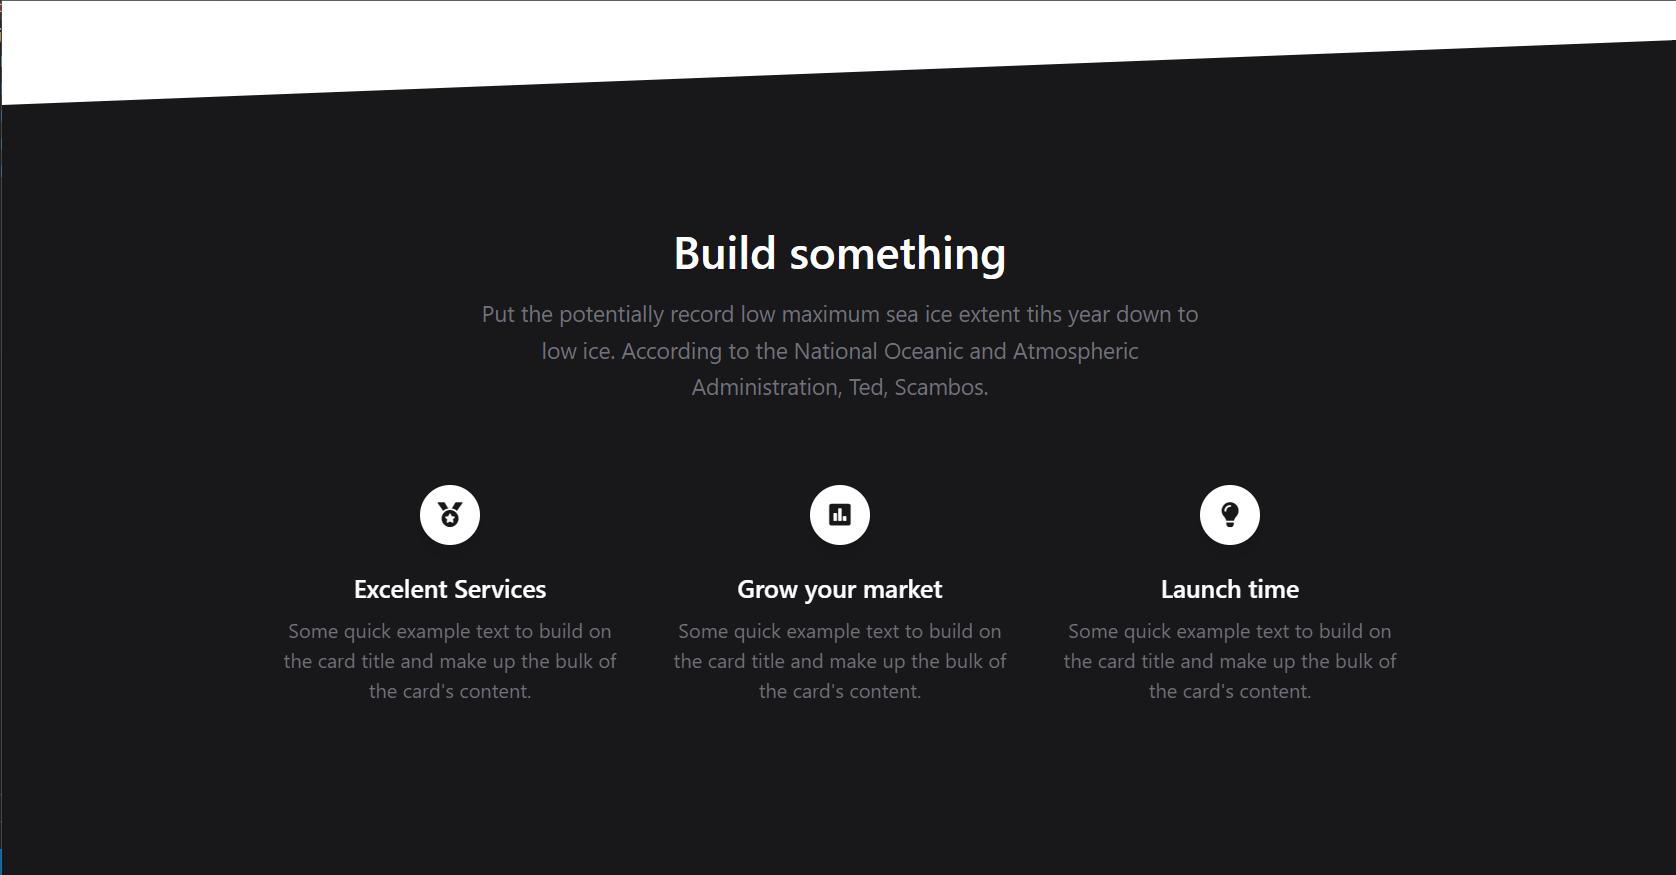 Build something
Put the potentially record low maximum sea ice extent tihs year down to
low ice. According to the National Oceanic and Atmospheric
Administration, Ted, Scambos.
Excelent Services
Some quick example text to build on
the card title and make up the bulk of
the card's content.
Grow your market
Some quick example text to build on
the card title and make up the bulk of
the card's content.
Launch time
Some quick example text to build on
the card title and make up the bulk of
the card's content.